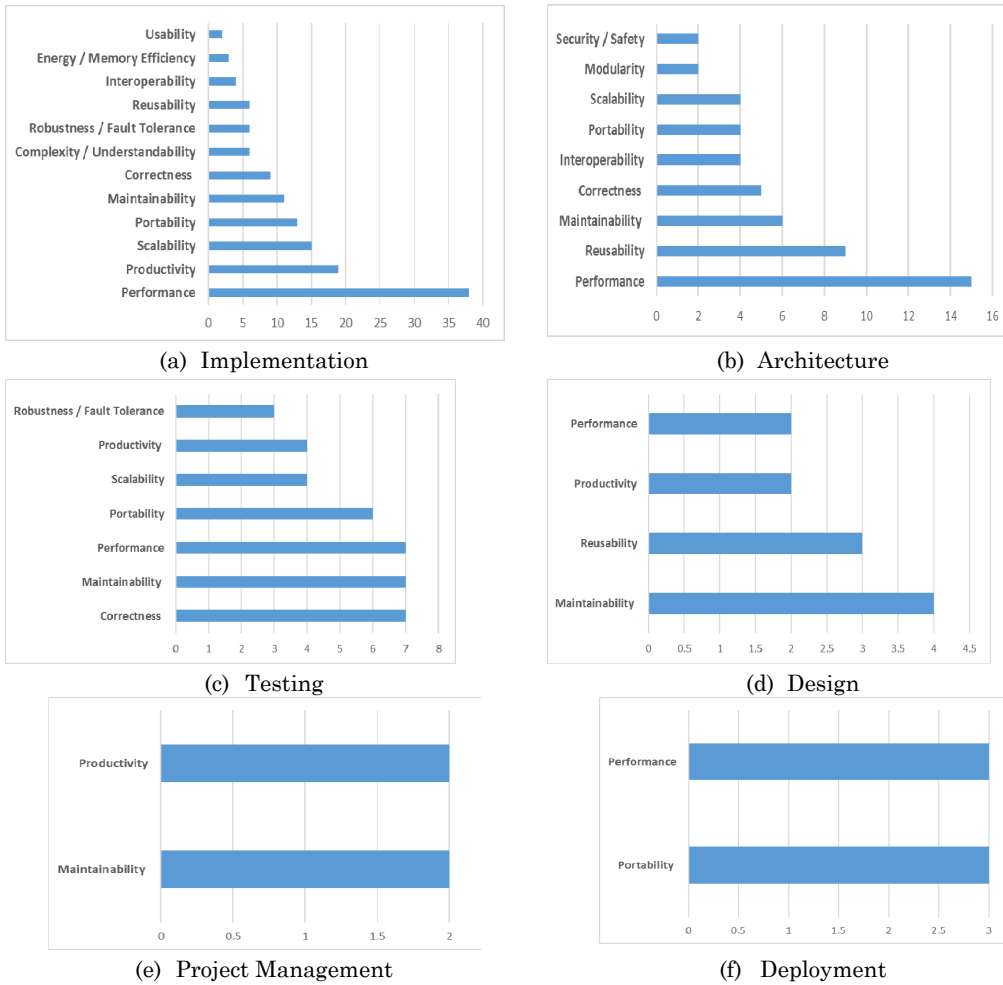 Usability
Energy / Memory Efficiency
Interoperability
Reusability
Robustness / Fault Tolerance
Complexity / Understandability
Correctness
Maintainability
Portability
Scalability
Productivity
Performance
0 5 10 15 20 25 30 35 40
(a) Implementation
Security / Safety
Modularity
Scalability
Portability
Interoperability
Correctness
Maintainability
Reusability
Performance
0 2 4 6 8 10 12 14 16
(b) Architecture
Robustness / Fault Tolerance
Productivity
Scalability
Portability
Performance
Maintainability
Correctness
0 1 2 3 4 5 6 7 8
(c) Testing
Performance
Productivity
Reusability
Maintainability
0 0.5 1 1.5 2 2.5 3 3.5 4 4.5
(d) Design
Productivity
Maintainability
0 0.5 1 1.5 2
(e) Project Management
Performance
Portability
0 0.5 1 1.5 2 2.5 3
(f) Deployment